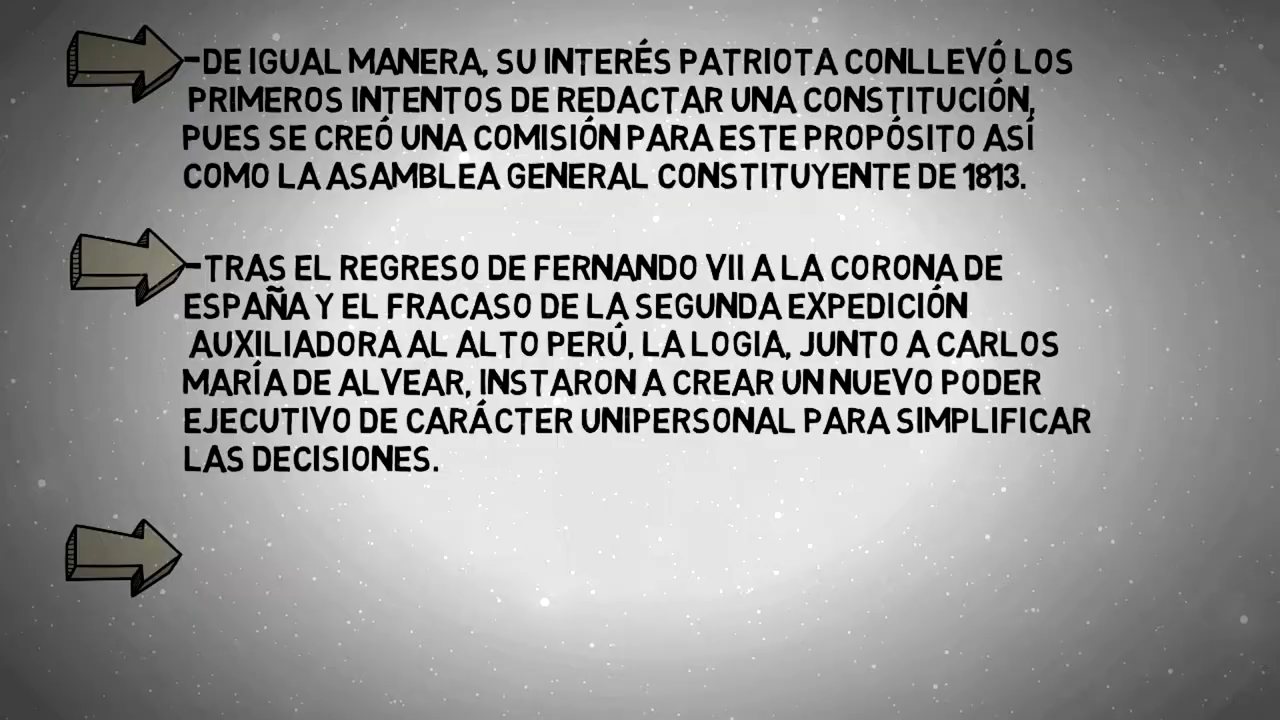 -DE IGUAL MANERA, SU INTERÉS PATRIOTA CONLLEVÓ LOS
PRIMEROS INTENTOS DE REDACTAR UNA CONSTITUCIÓN,
PUES SE CREÓ UNA COMISIÓN PARA ESTE PROPÓSITO ASÍ
COMO LA ASAMBLEA GENERAL CONSTITUYENTE DE 1813.
-TRAS EL REGRESO DE FERNANDO VII A LA CORONA DE
ESPAÑA Y EL FRACASO DE LA SEGUNDA EXPEDICIÓN
AUXILIADORA AL ALTO PERÚ, LA LOGIA, JUNTO A CARLOS
MARÍA DE ALVEAR, INSTARON A CREAR UN NUEVO PODER
EJECUTIVO DE CARÁCTER UNIPERSONAL PARA SIMPLIFICAR
LAS DECISIONES.